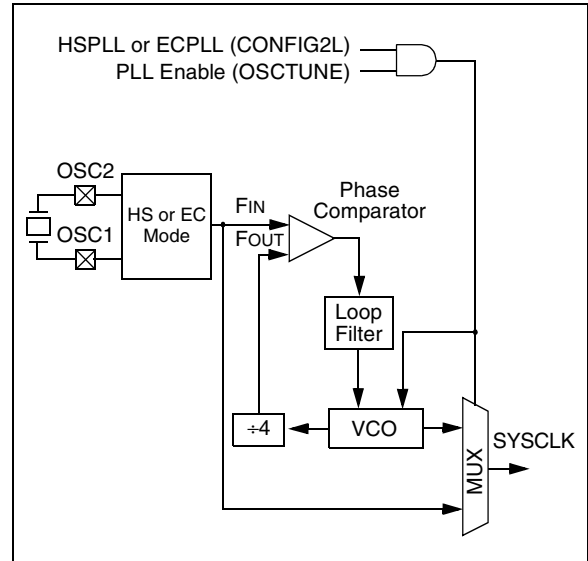 HSPLL or ECPLL (CONFIG2L)
PLL Enable (OSCTUNE)
OSC2
OSC1
HS or EC
Mode
FIN
FOUT
Phase
Comparator
Loop
Filter
÷4
VCO
MUX
SYSCLK